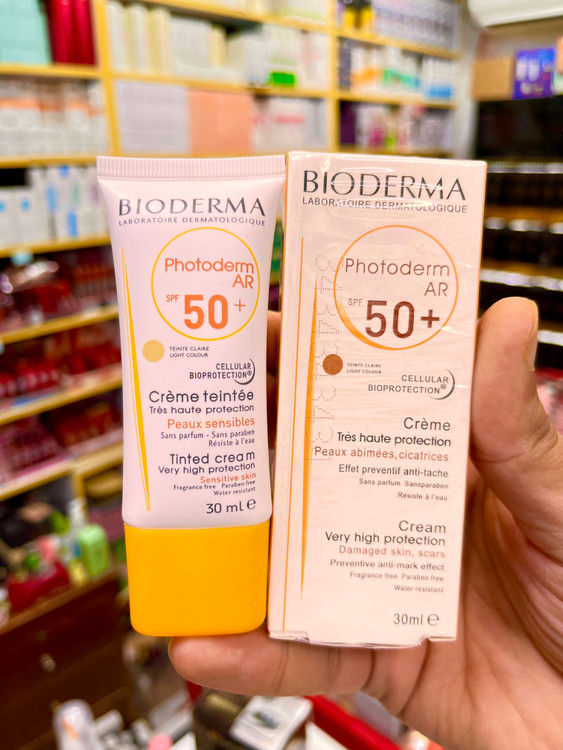 BIODERMA
LABORATOIRE DERMATOLOGIQUE
Photoderm
AR
SPF 50+
TEINTE CLAIRE
LIGHT COLOUR
CELLULAR
BIOPROTECTION®
Crème teintée
Très haute protection
Peaux sensibles
Sans parfum - Sans paraben
Résiste à l'eau
Tinted cream
Very high protection
Sensitive skin
Fragrance free Paraben free
Water resistant
30 ml e
BIODERMA
LABORATOIRE DERMATOLOGIQUE
Photoderm
AR
SPF 50+
TEINTE CLAIRE
LIGHT COLOUR
CELLULAR
BIOPROTECTION®
Crème
Très haute protection
Peaux abimées, cicatrices
Effet preventif anti-tache
Sans parfum Sansparaben
Résiste à l'eau
Cream
Very high protection
Damaged skin, scars
Preventive anti-mark effect
Fragrance free Paraben free
Water resistant
30ml e